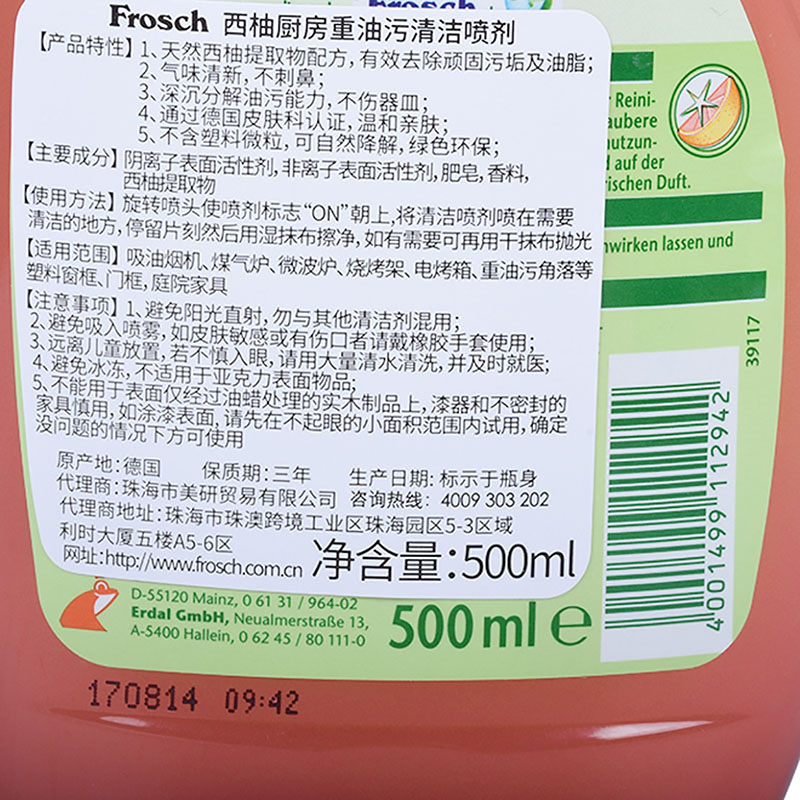 Frosch 西柚厨房重油污清洁喷剂
【产品特性】1、天然西柚提取物配方,有效去除顽固污垢及油脂;
2、气味清新,不刺鼻;
3、深沉分解油污能力,不伤器皿;
4、通过德国皮肤科认证,温和亲肤;
5、不含塑料微粒,可自然降解,绿色环保;
【主要成分】阴离子表面活性剂,非离子表面活性剂,肥皂,香料,
西柚提取物
【使用方法】旋转喷头使喷剂标志“ON”朝上,将清洁喷剂喷在需要
清洁的地方,停留片刻然后用湿抹布擦净,如有需要可再用干抹布抛光
【适用范围】吸油烟机、煤气炉、微波炉、烧烤架、电烤箱、重油污角落等
塑料窗框、门框,庭院家具
【注意事项】1、避免阳光直射,勿与其他清洁剂混用;
2、避免吸入喷雾,如皮肤敏感或有伤口者请戴橡胶手套使用;
3、远离儿童放置,若不慎入眼,请用大量清水清洗,并及时就医;
4、避免冰冻,不适用于亚克力表面物品;
5、不能用于表面仅经过油蜡处理的实木制品上,漆器和不密封的
家具慎用,如涂漆表面,请先在不起眼的小面积范围内试用,确定
没问题的情况下方可使用
原产地:德国 保质期:三年 生产日期:标示于瓶身
代理商:珠海市美研贸易有限公司 咨询热线:4009 303 202
代理商地址:珠海市珠澳跨境工业区珠海园区5-3区域
利时大厦五楼A5-6区
网址:http://www.frosch.com.cn 净含量:500ml
Reini-
aubere
nutzun-
d auf der
rischen Duft.
nwirken lassen und
39117
4001499112942
D-55120 Mainz, 0 61 31 / 964-02
Erdal GmbH, Neualmerstraße 13,
A-5400 Hallein, 0 62 45 / 80 111-0
500 ml e
170814 09:42